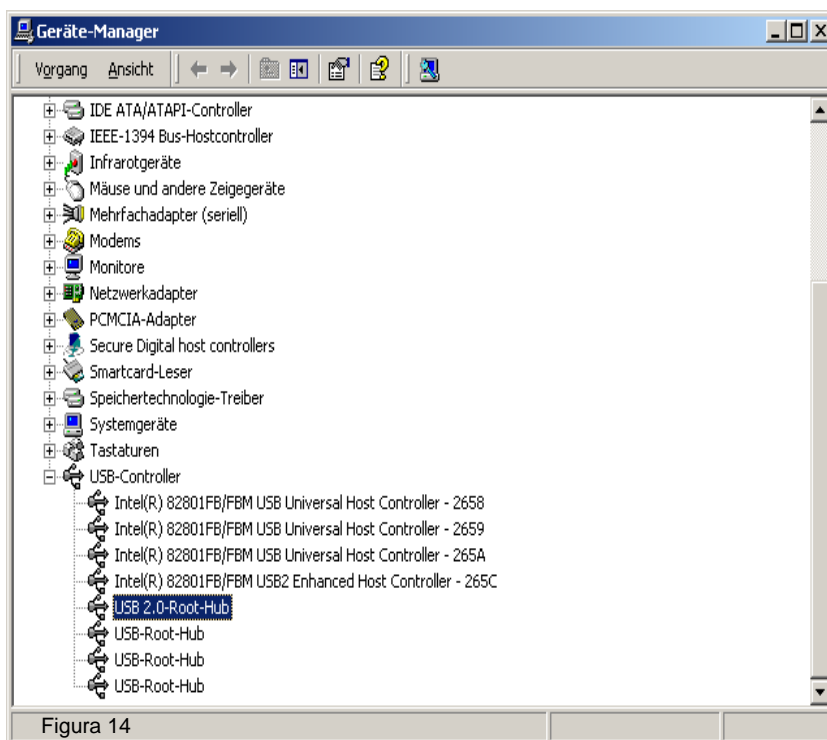 Geräte-Manager
Vorgang Ansicht
IDE ATA/ATAPI-Controller
IEEE-1394 Bus-Hostcontroller
Infrarotgeräte
Mäuse und andere Zeigegeräte
Mehrfachadapter (seriell)
Modems
Monitore
Netzwerkadapter
PCMCIA-Adapter
Secure Digital host controllers
Smartcard-Leser
Speichertechnologie-Treiber
Systemgeräte
Tastaturen
USB-Controller
Intel(R) 82801FB/FBM USB Universal Host Controller - 2658
Intel(R) 82801FB/FBM USB Universal Host Controller - 2659
Intel(R) 82801FB/FBM USB Universal Host Controller - 265A
Intel(R) 82801FB/FBM USB2 Enhanced Host Controller - 265C
USB 2.0-Root-Hub
USB-Root-Hub
USB-Root-Hub
USB-Root-Hub
Figura 14